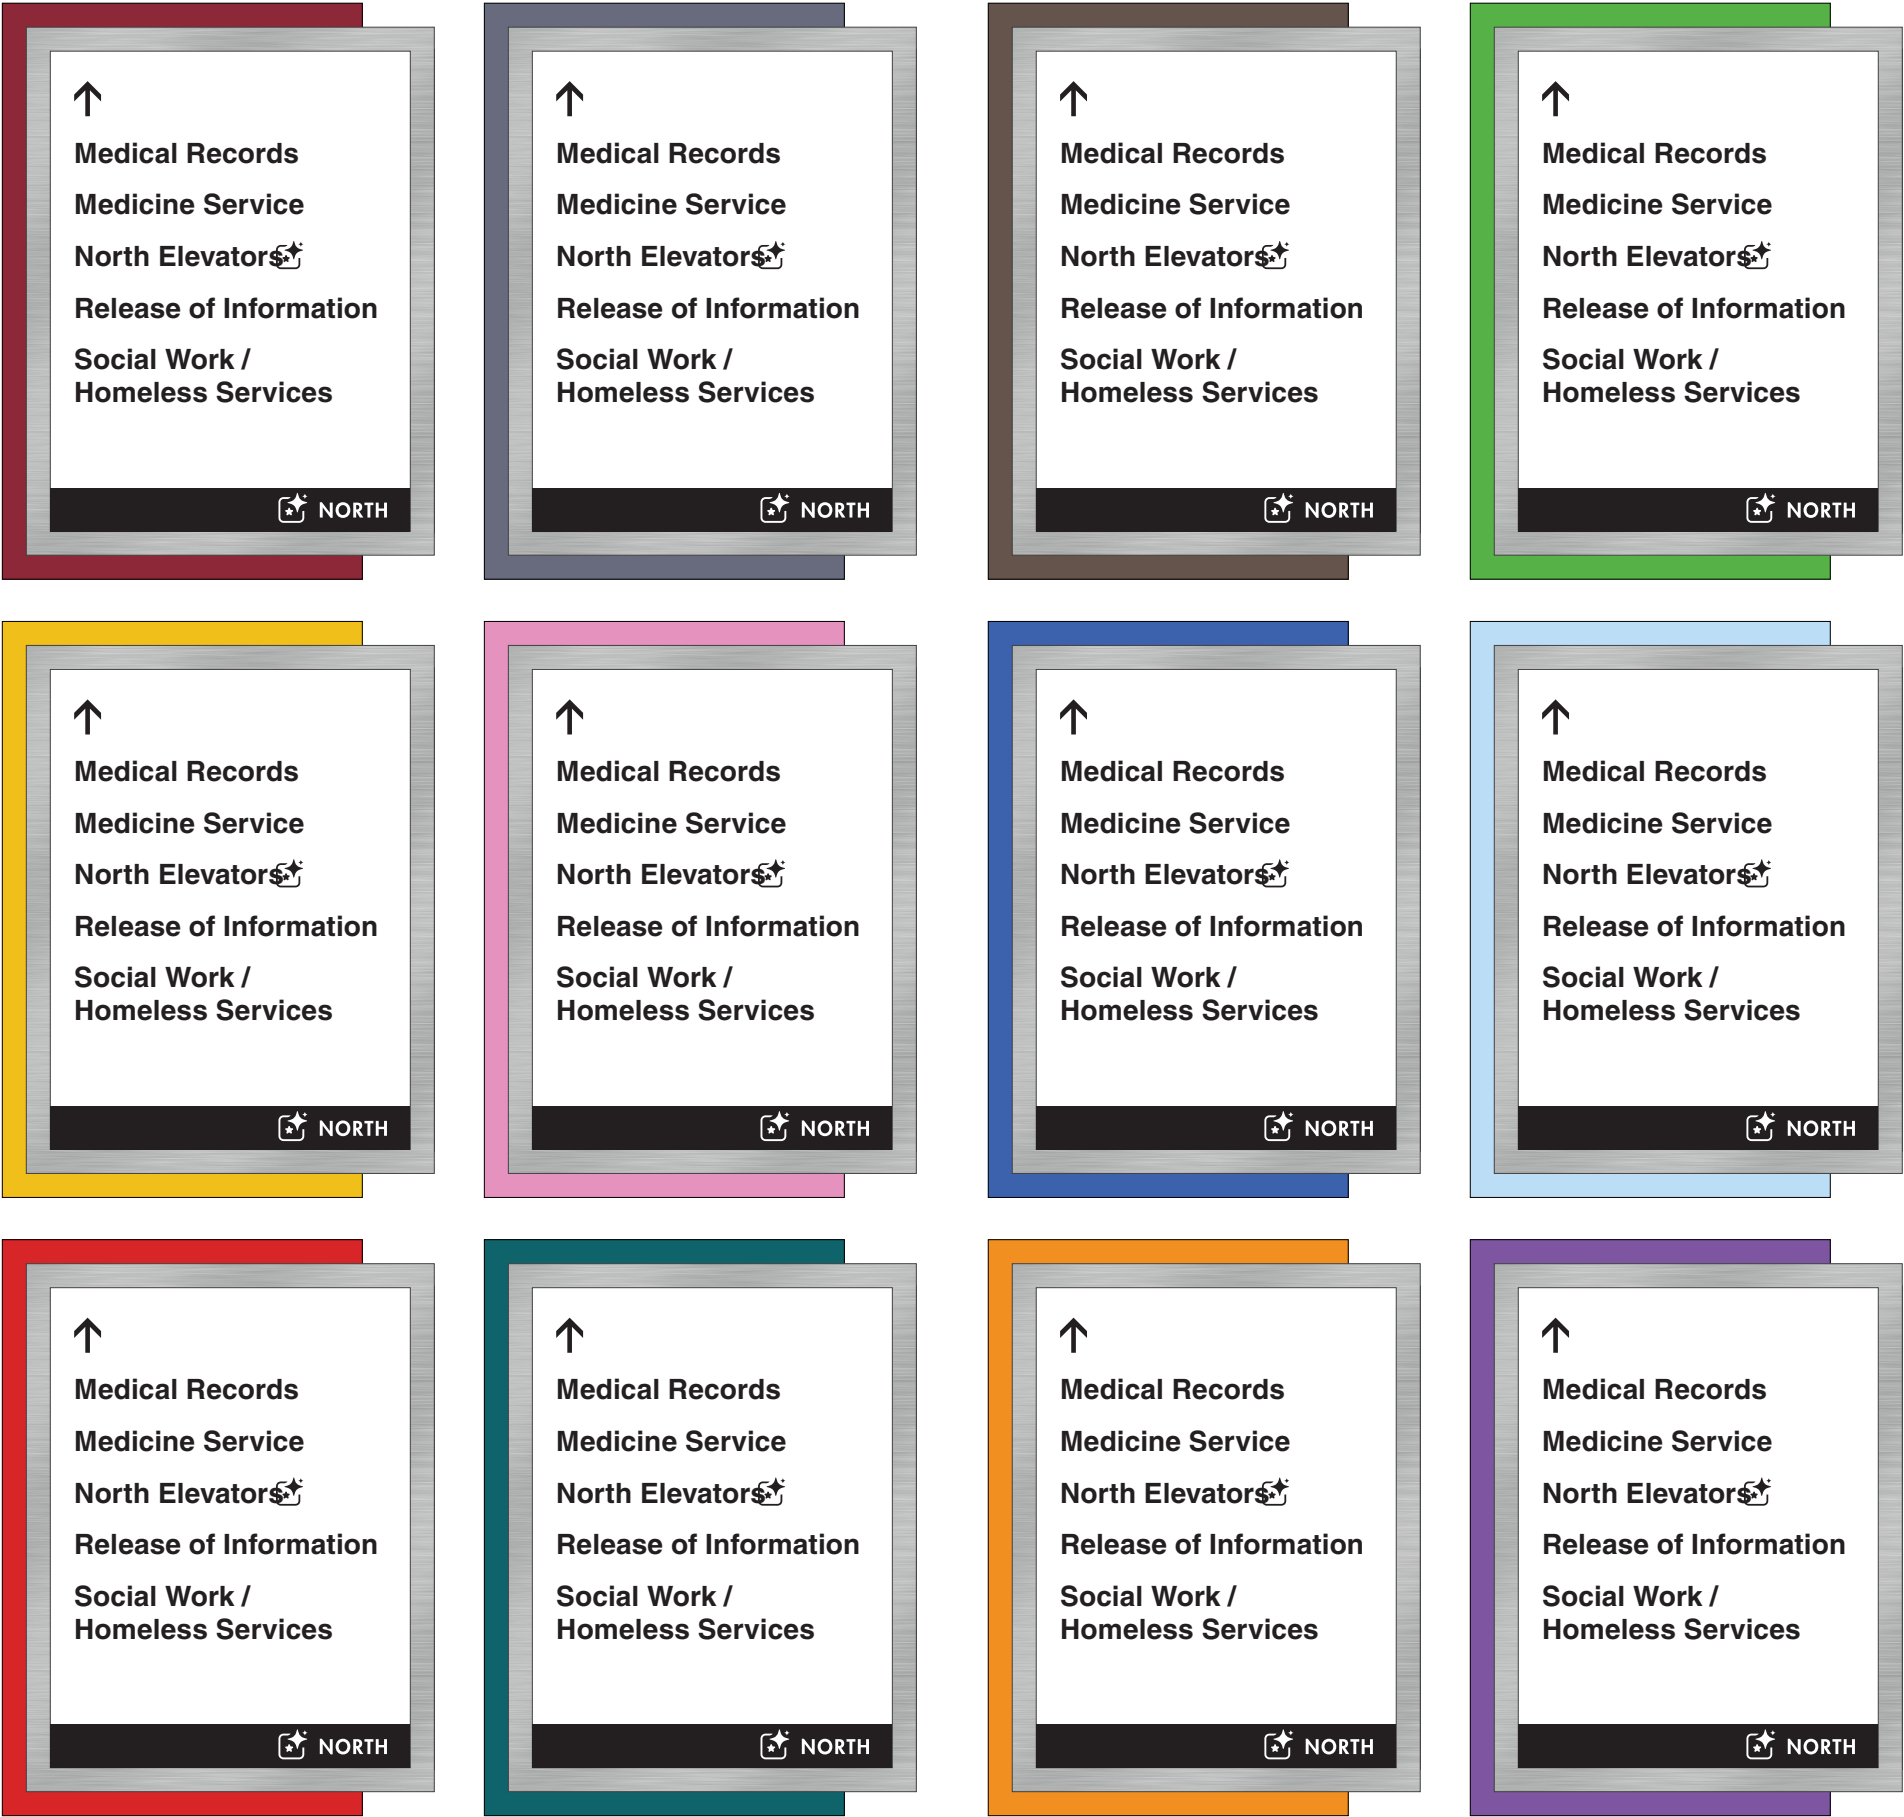 Medical Records
Medicine Service
North Elevators
Release of Information
Social Work /
Homeless Services
NORTH
Medical Records
Medicine Service
North Elevators
Release of Information
Social Work /
Homeless Services
NORTH
Medical Records
Medicine Service
North Elevators
Release of Information
Social Work /
Homeless Services
NORTH
Medical Records
Medicine Service
North Elevators
Release of Information
Social Work /
Homeless Services
NORTH
Medical Records
Medicine Service
North Elevators
Release of Information
Social Work /
Homeless Services
NORTH
Medical Records
Medicine Service
North Elevators
Release of Information
Social Work /
Homeless Services
NORTH
Medical Records
Medicine Service
North Elevators
Release of Information
Social Work /
Homeless Services
NORTH
Medical Records
Medicine Service
North Elevators
Release of Information
Social Work /
Homeless Services
NORTH
Medical Records
Medicine Service
North Elevators
Release of Information
Social Work /
Homeless Services
NORTH
Medical Records
Medicine Service
North Elevators
Release of Information
Social Work /
Homeless Services
NORTH
Medical Records
Medicine Service
North Elevators
Release of Information
Social Work /
Homeless Services
NORTH
Medical Records
Medicine Service
North Elevators
Release of Information
Social Work /
Homeless Services
NORTH